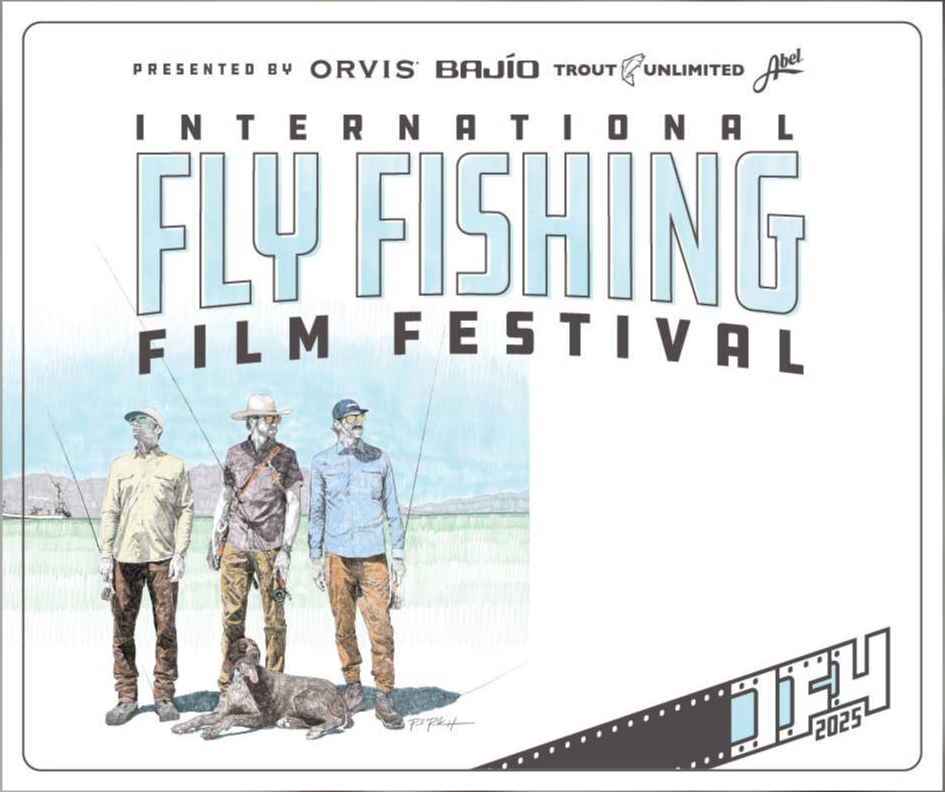 PRESENTED BY ORVIS BAJÍO TROUT UNLIMITED Abel
INTERNATIONAL
FLY FISHING
FILM FESTIVAL
IF4
2025